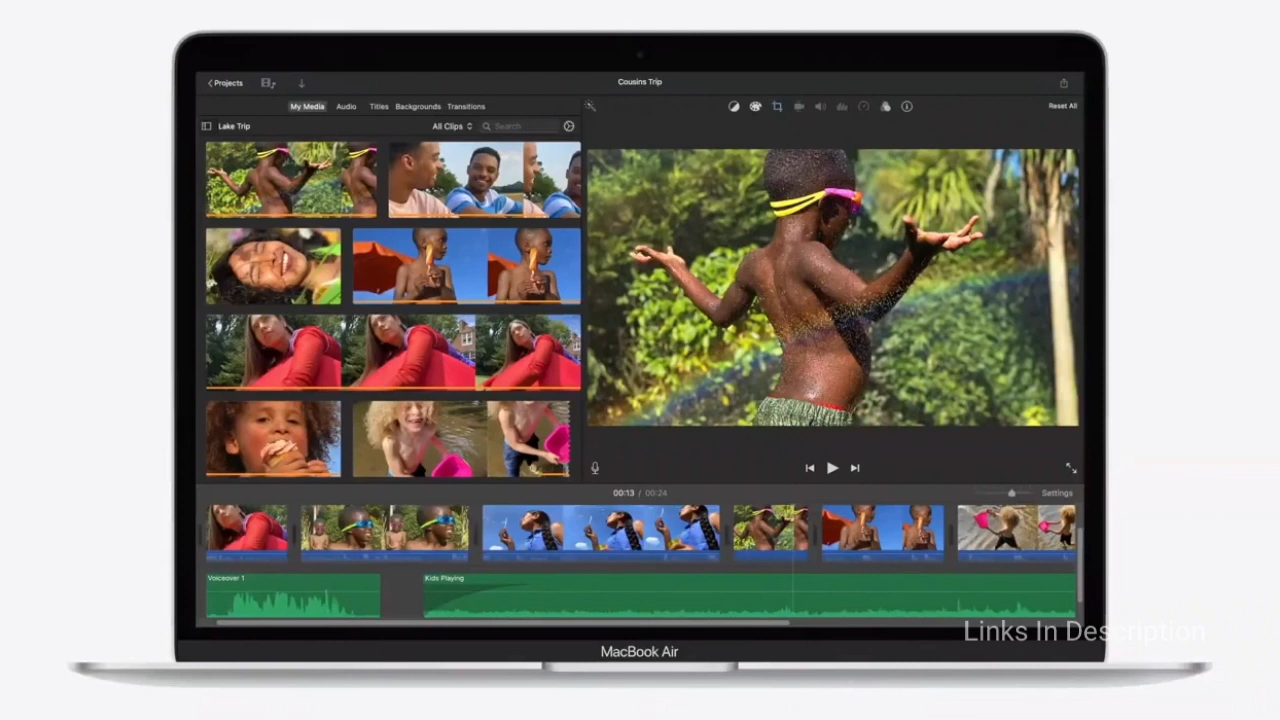 Projects
Cousins Trip
My Media Audio Titles Backgrounds Transitions
Reset All
Lake Trip
All Clips
Search
00:13 / 00:24
Settings
Voiceover 1
Kids Playing
Links In Description
MacBook Air